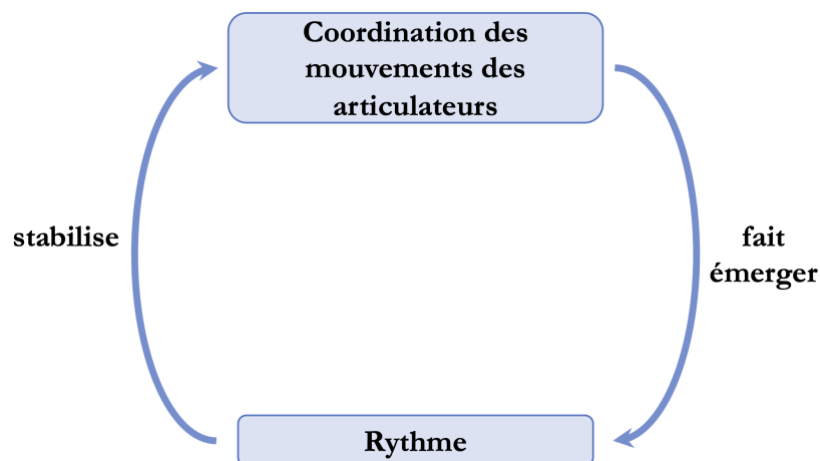 Coordination des
mouvements des
articulateurs
stabilise
fait
émerger
Rythme